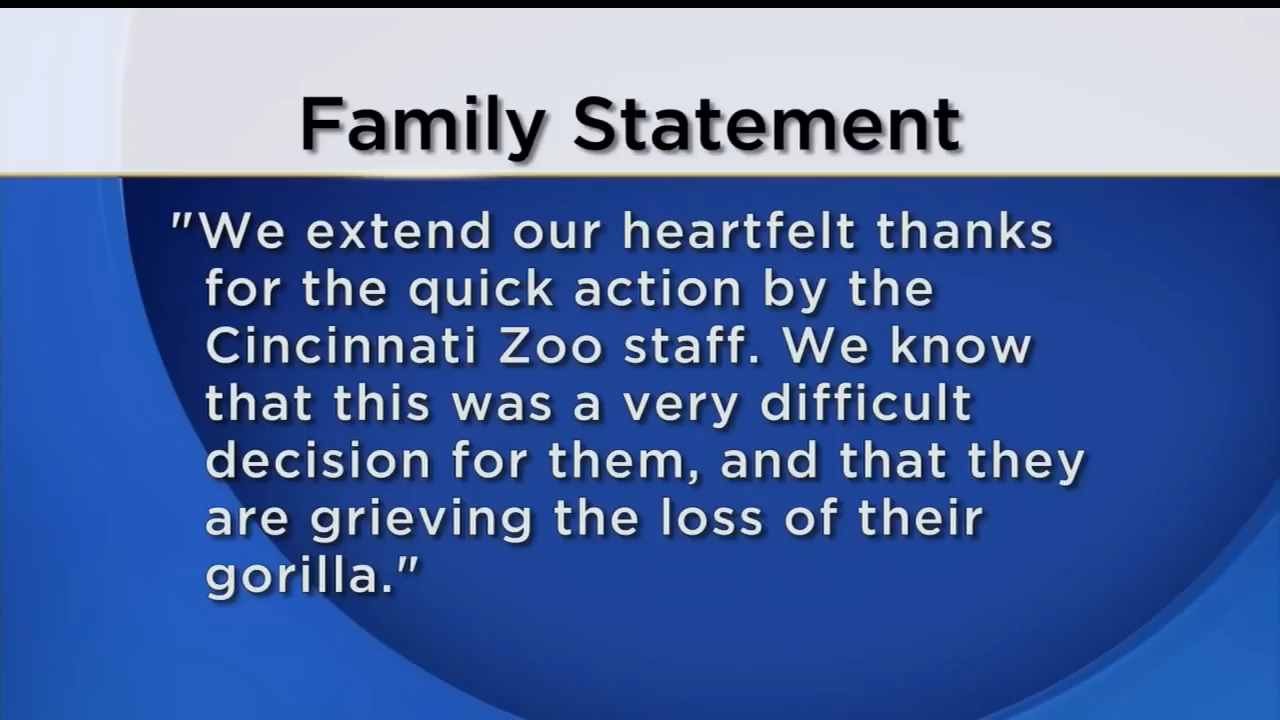 Family Statement
"We extend our heartfelt thanks
for the quick action by the
Cincinnati Zoo staff. We know
that this was a very difficult
decision for them, and that they
are grieving the loss of their
gorilla."